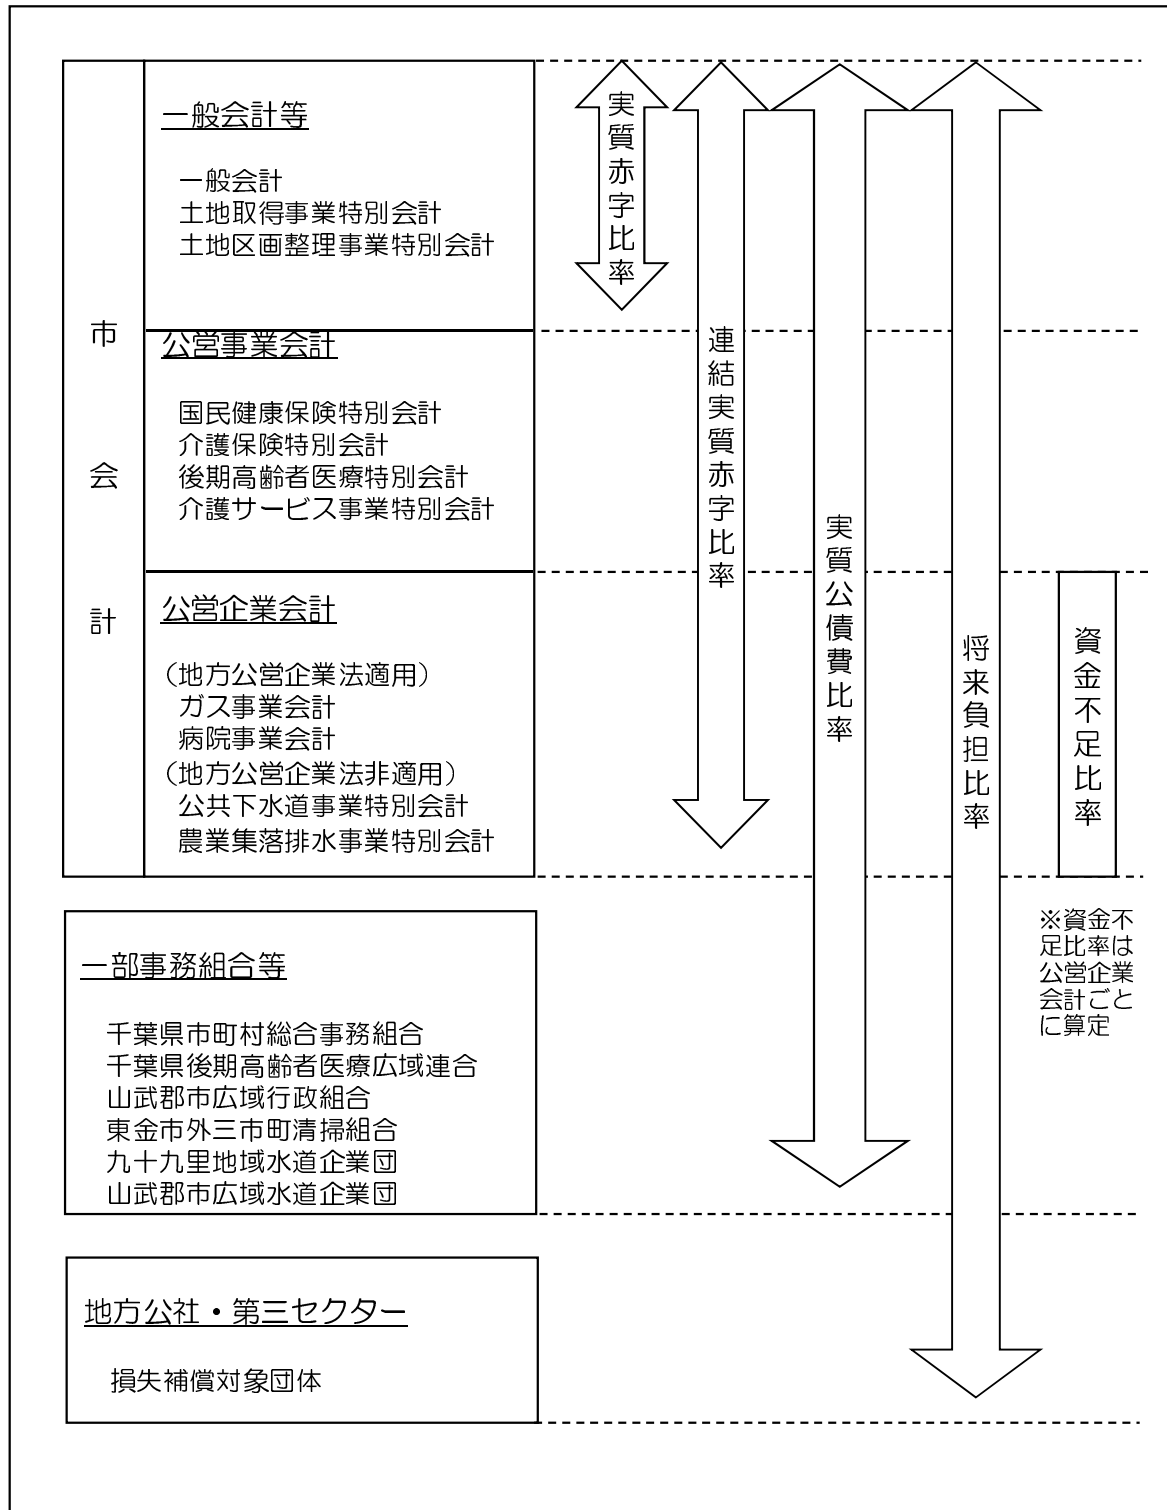 市会計
一般会計等
一般会計
土地取得事業特別会計
土地区画整理事業特別会計
公営事業会計
国民健康保険特別会計
介護保険特別会計
後期高齢者医療特別会計
介護サービス事業特別会計
公営企業会計
（地方公営企業法適用）
ガス事業会計
病院事業会計
（地方公営企業法非適用）
公共下水道事業特別会計
農業集落排水事業特別会計
実質赤字比率
連結実質赤字比率
実質公債費比率
将来負担比率
資金不足比率
※資金不
足比率は
公営企業
会計ごと
に算定
一部事務組合等
千葉県市町村総合事務組合
千葉県後期高齢者医療広域連合
山武郡市広域行政組合
東金市外三市町清掃組合
九十九里地域水道企業団
山武郡市広域水道企業団
地方公社・第三セクター
損失補償対象団体